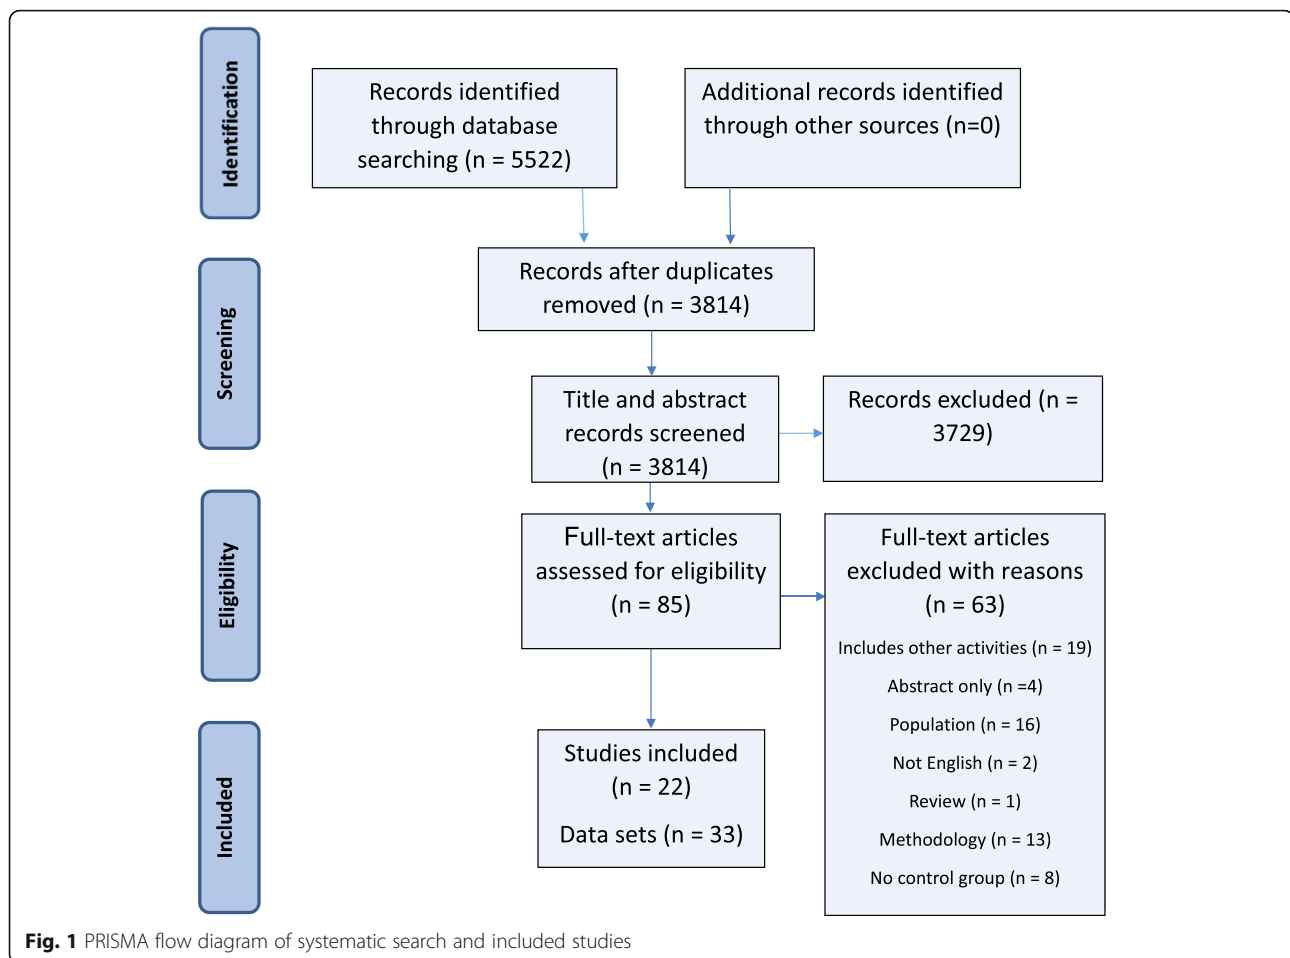 Identification
Records identified
through database
searching (n = 5522)
Additional records identified
through other sources (n=0)
Screening
Records after duplicates
removed (n = 3814)
Title and abstract
records screened
(n = 3814)
Records excluded (n =
3729)
Eligibility
Full-text articles
assessed for eligibility
(n = 85)
Full-text articles
excluded with reasons
(n = 63)
Includes other activities (n = 19)
Abstract only (n =4)
Population (n = 16)
Not English (n = 2)
Review (n = 1)
Methodology (n = 13)
No control group (n = 8)
Included
Studies included
(n = 22)
Data sets (n = 33)
Fig. 1 PRISMA flow diagram of systematic search and included studies